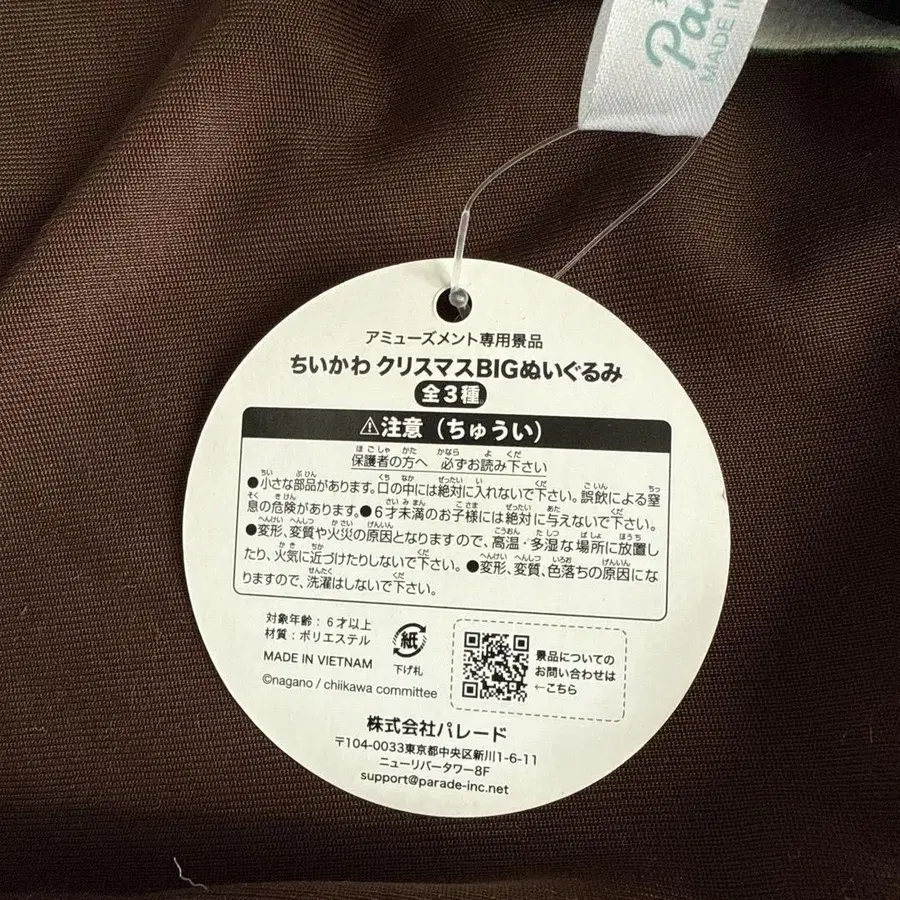 MADE I
アミューズメント専用景品
ちいかわ クリスマスBIGぬいぐるみ
全3種
⚠注意(ちゅうい)
保護者の方へ 必ずお読み下さい
●小さな部品があります。口の中には絶対に入れないで下さい。誤飲による窒
息の危険があります。●6才未満のお子様には絶対に与えないで下さい。
●変形、変質や火災の原因となりますので、高温・多湿な場所に放置し
たり、火気に近づけたりしないで下さい。●変形、変質、色落ちの原因にな
りますので、洗濯はしないで下さい。
対象年齢:6才以上
材質:ポリエステル
MADE IN VIETNAM
©nagano / chiikawa committee
紙
下げ札
景品についての
お問い合わせは
←こちら
株式会社パレード
〒104-0033東京都中央区新川1-6-11
ニューリバータワー8F
support@parade-inc.net